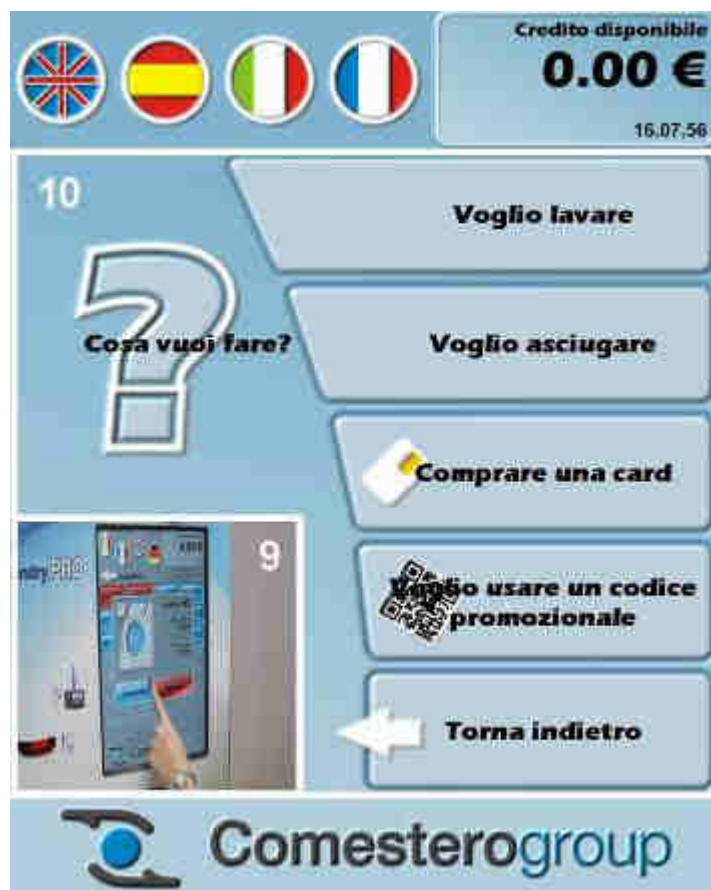 Credito disponibile
0.00 €
16.07.56
10
Voglio lavare
Cosa vuoi fare?
Voglio asciugare
Comprare una card
Voglio usare un codice
promozionale
9
Torna indietro
Comesterogroup